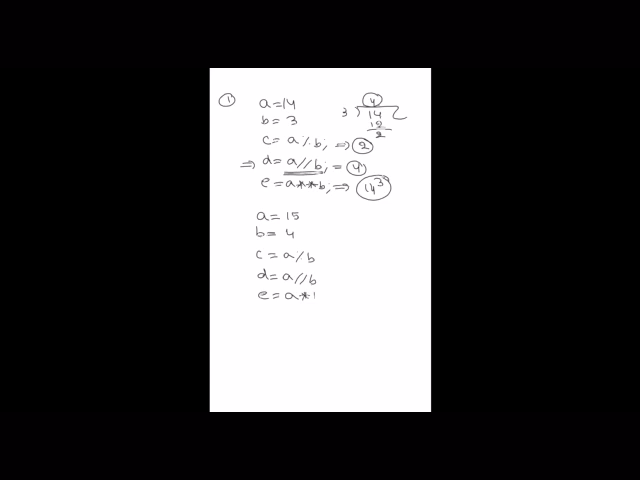 1
a=14
b=3
c=a%b; => 2
=> d=a//b; = 4
e=a**b; => 14³
4
3 14
12
2
a=15
b=4
c=a/b
d=a//b
e=a*